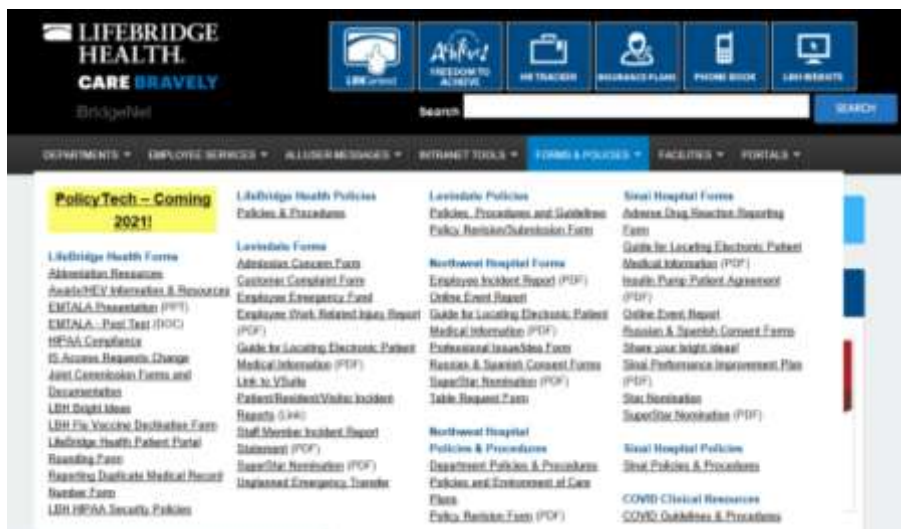 LIFEBRIDGE
HEALTH.
CARE BRAVELY
BridgeNet
LBHConnect
Achieve!
FREEDOM TO
ACHIEVE
HR TRACKER
INSURANCE PLANS
PHONE BOOK
LBH WEBSITE
Search
SEARCH
DEPARTMENTS
EMPLOYEE SERVICES
ALLUSER MESSAGES
INTRANET TOOLS
FORMS & POLICIES
FACILITIES
PORTALS
PolicyTech – Coming
2021!
LifeBridge Health Forms
Abbreviation Resources
Awards/HEV Information & Resources
EMTALA Presentation (PPT)
EMTALA - Post Test (DOC)
HIPAA Compliance
IS Access Requests Change
Joint Commission Forms and
Documentation
LBH Bright Ideas
LBH Flu Vaccine Declination Form
LifeBridge Health Patient Portal
Rounding Form
Reporting Duplicate Medical Record
Number Form
LBH HIPAA Security Policies
LifeBridge Health Policies
Policies & Procedures
Levindale Forms
Admission Concern Form
Customer Complaint Form
Employee Emergency Fund
Employee Work Related Injury Report
(PDF)
Guide for Locating Electronic Patient
Medical Information (PDF)
Link to VSuite
Patient/Resident/Visitor Incident
Reports (Link)
Staff Member Incident Report
Statement (PDF)
SuperStar Nomination (PDF)
Unplanned Emergency Transfer
Levindale Policies
Policies, Procedures and Guidelines
Policy Revision/Submission Form
Northwest Hospital Forms
Employee Incident Report (PDF)
Online Event Report
Guide for Locating Electronic Patient
Medical Information (PDF)
Professional Issue/Idea Form
Russian & Spanish Consent Forms
SuperStar Nomination (PDF)
Table Request Form
Northwest Hospital
Policies & Procedures
Department Policies & Procedures
Policies and Environment of Care
Plans
Policy Revision Form (PDF)
Sinai Hospital Forms
Adverse Drug Reaction Reporting
Form
Guide for Locating Electronic Patient
Medical Information (PDF)
Insulin Pump Patient Agreement
(PDF)
Online Event Report
Russian & Spanish Consent Forms
Share your bright ideas!
Sinai Performance Improvement Plan
(PDF)
Star Nomination
SuperStar Nomination (PDF)
Sinai Hospital Policies
Sinai Policies & Procedures
COVID Clinical Resources
COVID Guidelines & Procedures